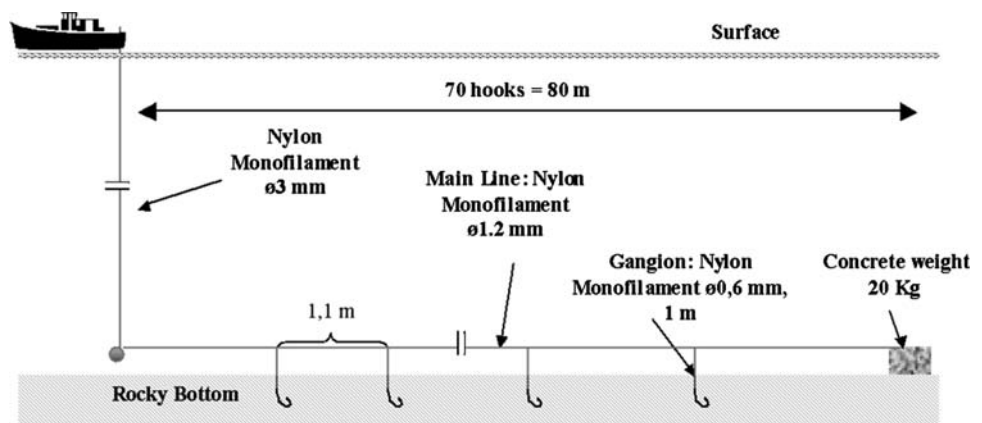 Surface
70 hooks = 80 m
Nylon
Monofilament
ø3 mm
Main Line: Nylon
Monofilament
ø1.2 mm
Gangion: Nylon
Monofilament ø0,6 mm,
1 m
Concrete weight
20 Kg
1,1 m
Rocky Bottom